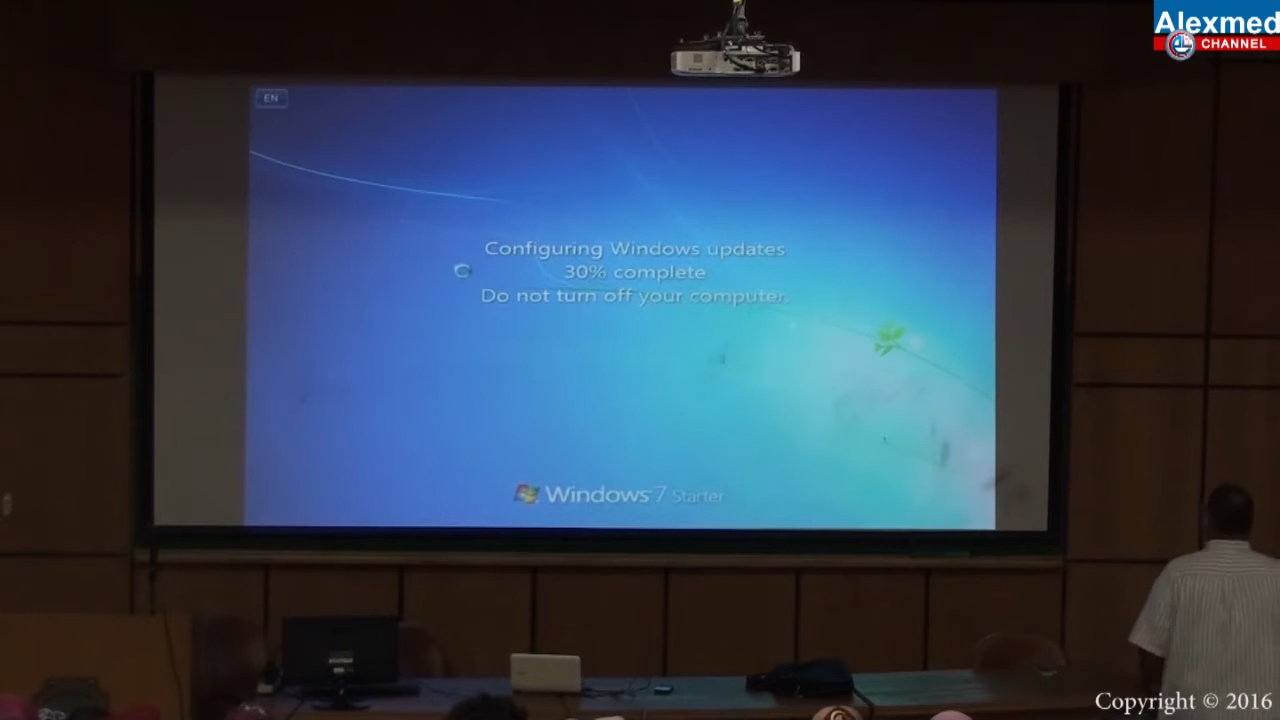 Alexmed
CHANNEL
EN
Configuring Windows updates
30% complete
Do not turn off your computer.
Windows 7 Starter
Copyright © 2016